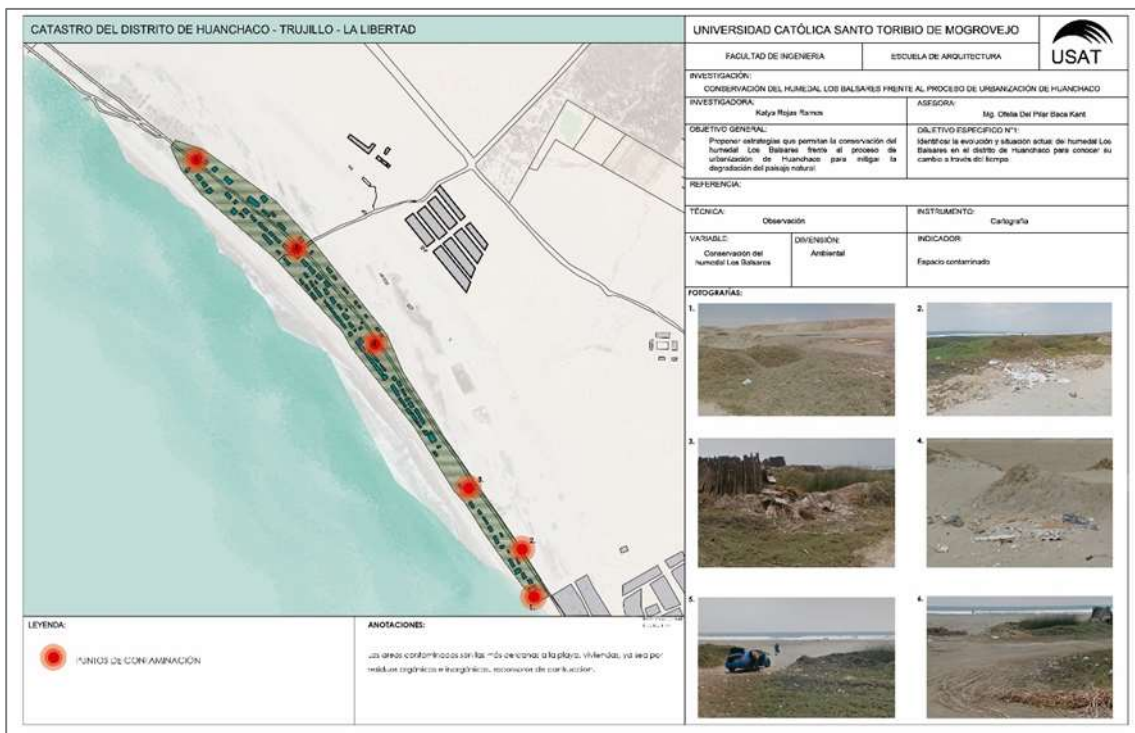 CATASTRO DEL DISTRITO DE HUANCHACO - TRUJILLO - LA LIBERTAD
UNIVERSIDAD CATÓLICA SANTO TORIBIO DE MOGROVEJO
FACULTAD DE INGENIERIA
ESCUELA DE ARQUITECTURA
USAT
INVESTIGACIÓN:
CONSERVACIÓN DEL HUMEDAL LOS BALSARES FRENTE AL PROCESO DE URBANIZACIÓN DE HUANCHACO
INVESTIGADORA:
Katya Rojas Ramos
ASESORA:
Mg. Ofelia Del Pilar Baca Kant
OBJETIVO GENERAL:
Proponer estrategias que permitan la conservación del
humedal Los Balsares frente al proceso de
urbanización de Huanchaco para mitigar la
degradación del paisaje natural.
OBJETIVO ESPECIFICO N°1:
Identificar la evolución y situación actual del humedal Los
Balsares en el distrito de Huanchaco para conocer su
cambio a través del tiempo
REFERENCIA:
TÉCNICA:
Observación
INSTRUMENTO:
Cartografía
VARIABLE:
Conservación del
humedal Los Balsares
DIMENSIÓN:
Ambiental
INDICADOR:
Espacio contaminado
FOTOGRAFÍAS:
1.
2.
3.
4.
5.
6.
3.
2.
1.
LEYENDA:
PUNTOS DE CONTAMINACIÓN
ANOTACIONES:
Las areas contaminadas son las más cercanas a la playa, viviendas, ya sea por
residuos orgánicos e inorgánicos, escombros de